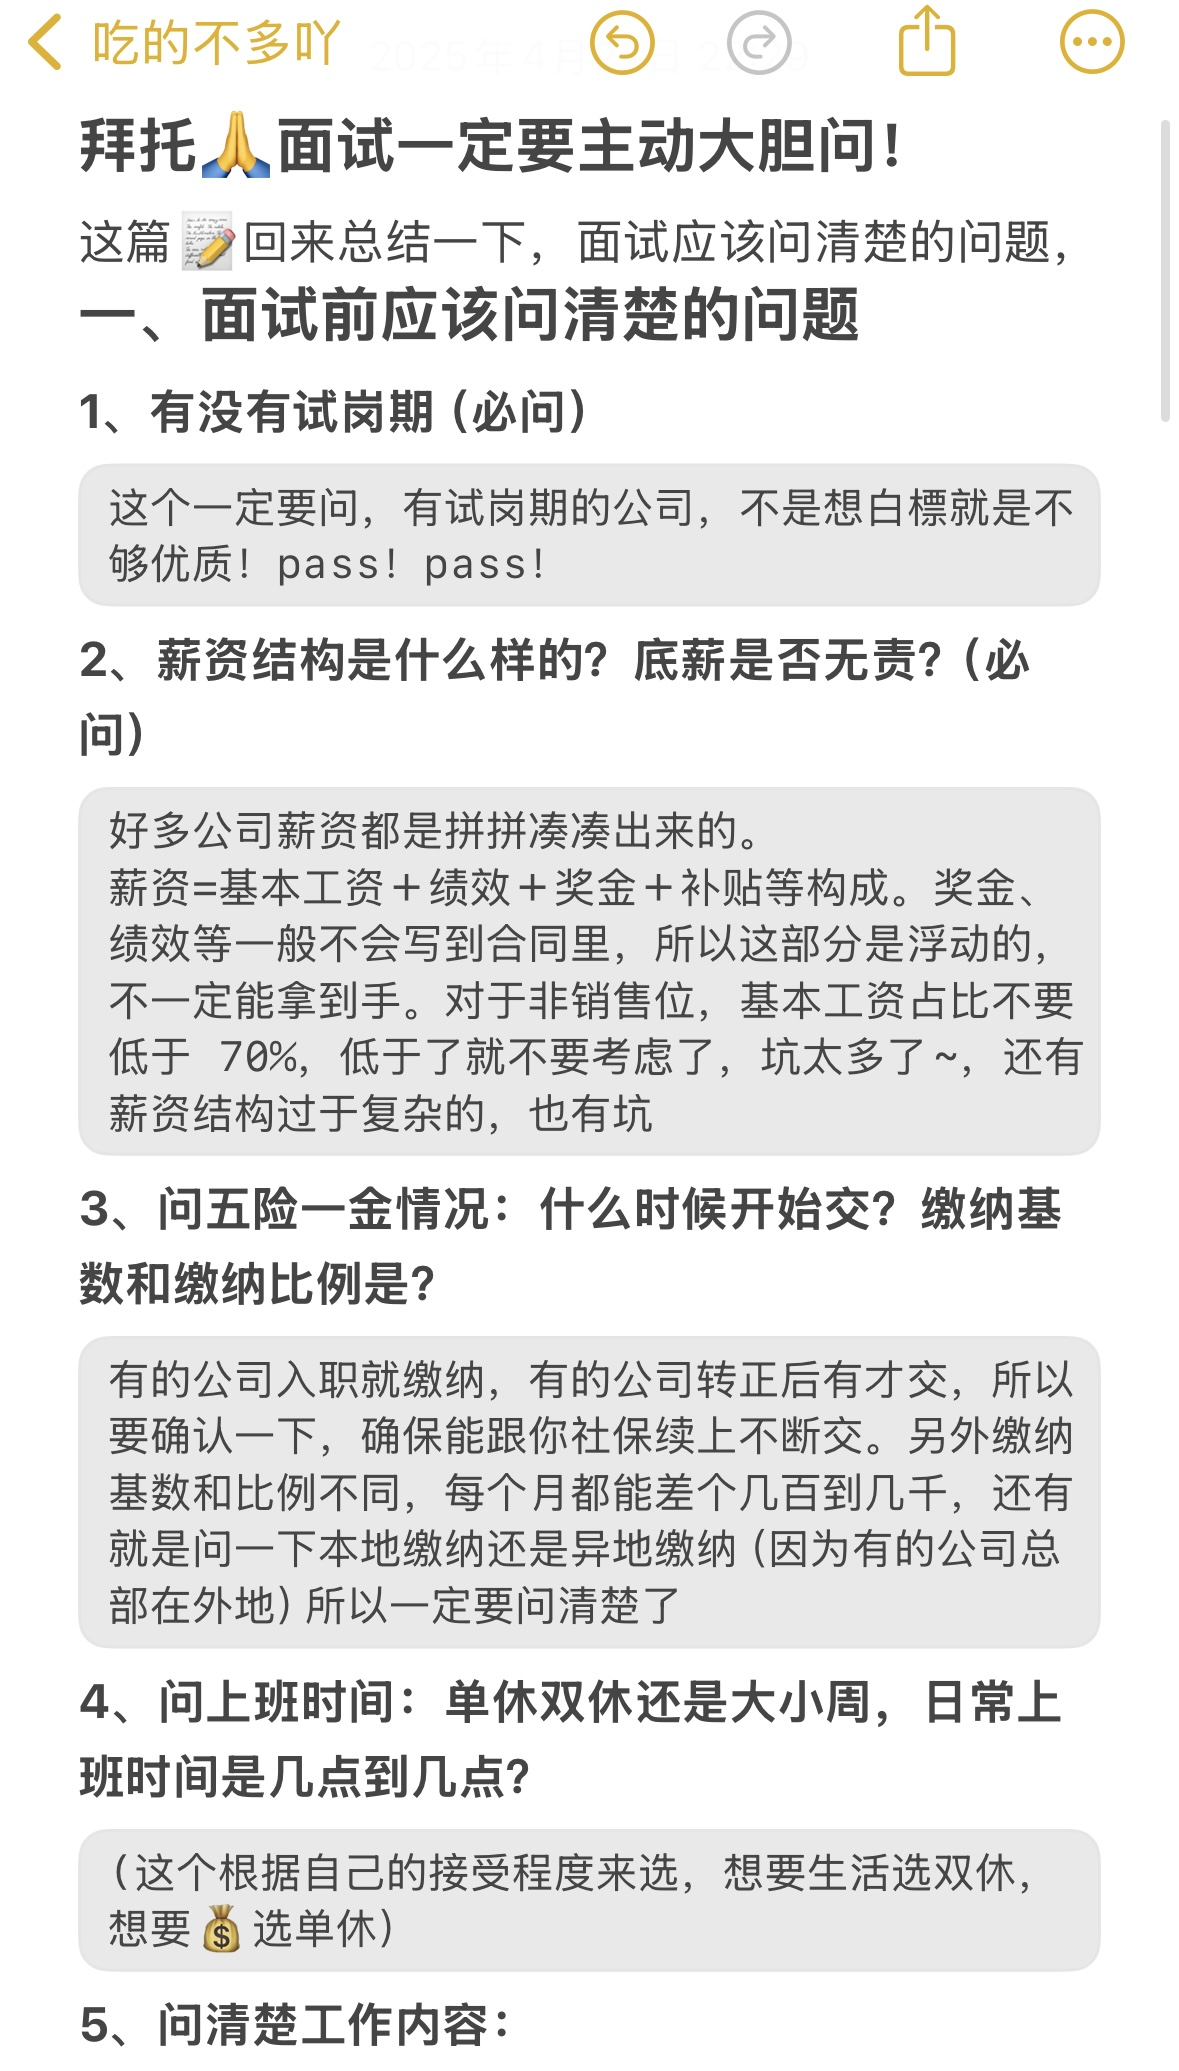 吃的不多吖
拜托🙏面试一定要主动大胆问！
这篇📝回来总结一下，面试应该问清楚的问题，
一、面试前应该问清楚的问题
1、有没有试岗期（必问）
这个一定要问，有试岗期的公司，不是想白標就是不
够优质！pass！pass！
2、薪资结构是什么样的？底薪是否无责？（必
问）
好多公司薪资都是拼拼凑凑出来的。
薪资=基本工资＋绩效＋奖金＋补贴等构成。奖金、
绩效等一般不会写到合同里，所以这部分是浮动的，
不一定能拿到手。对于非销售位，基本工资占比不要
低于 70%，低于了就不要考虑了，坑太多了~，还有
薪资结构过于复杂的，也有坑
3、问五险一金情况：什么时候开始交？缴纳基
数和缴纳比例是？
有的公司入职就缴纳，有的公司转正后有才交，所以
要确认一下，确保能跟你社保续上不断交。另外缴纳
基数和比例不同，每个月都能差个几百到几千，还有
就是问一下本地缴纳还是异地缴纳（因为有的公司总
部在外地）所以一定要问清楚了
4、问上班时间：单休双休还是大小周，日常上
班时间是几点到几点？
（这个根据自己的接受程度来选，想要生活选双休，
想要💰选单休）
5、问清楚工作内容：